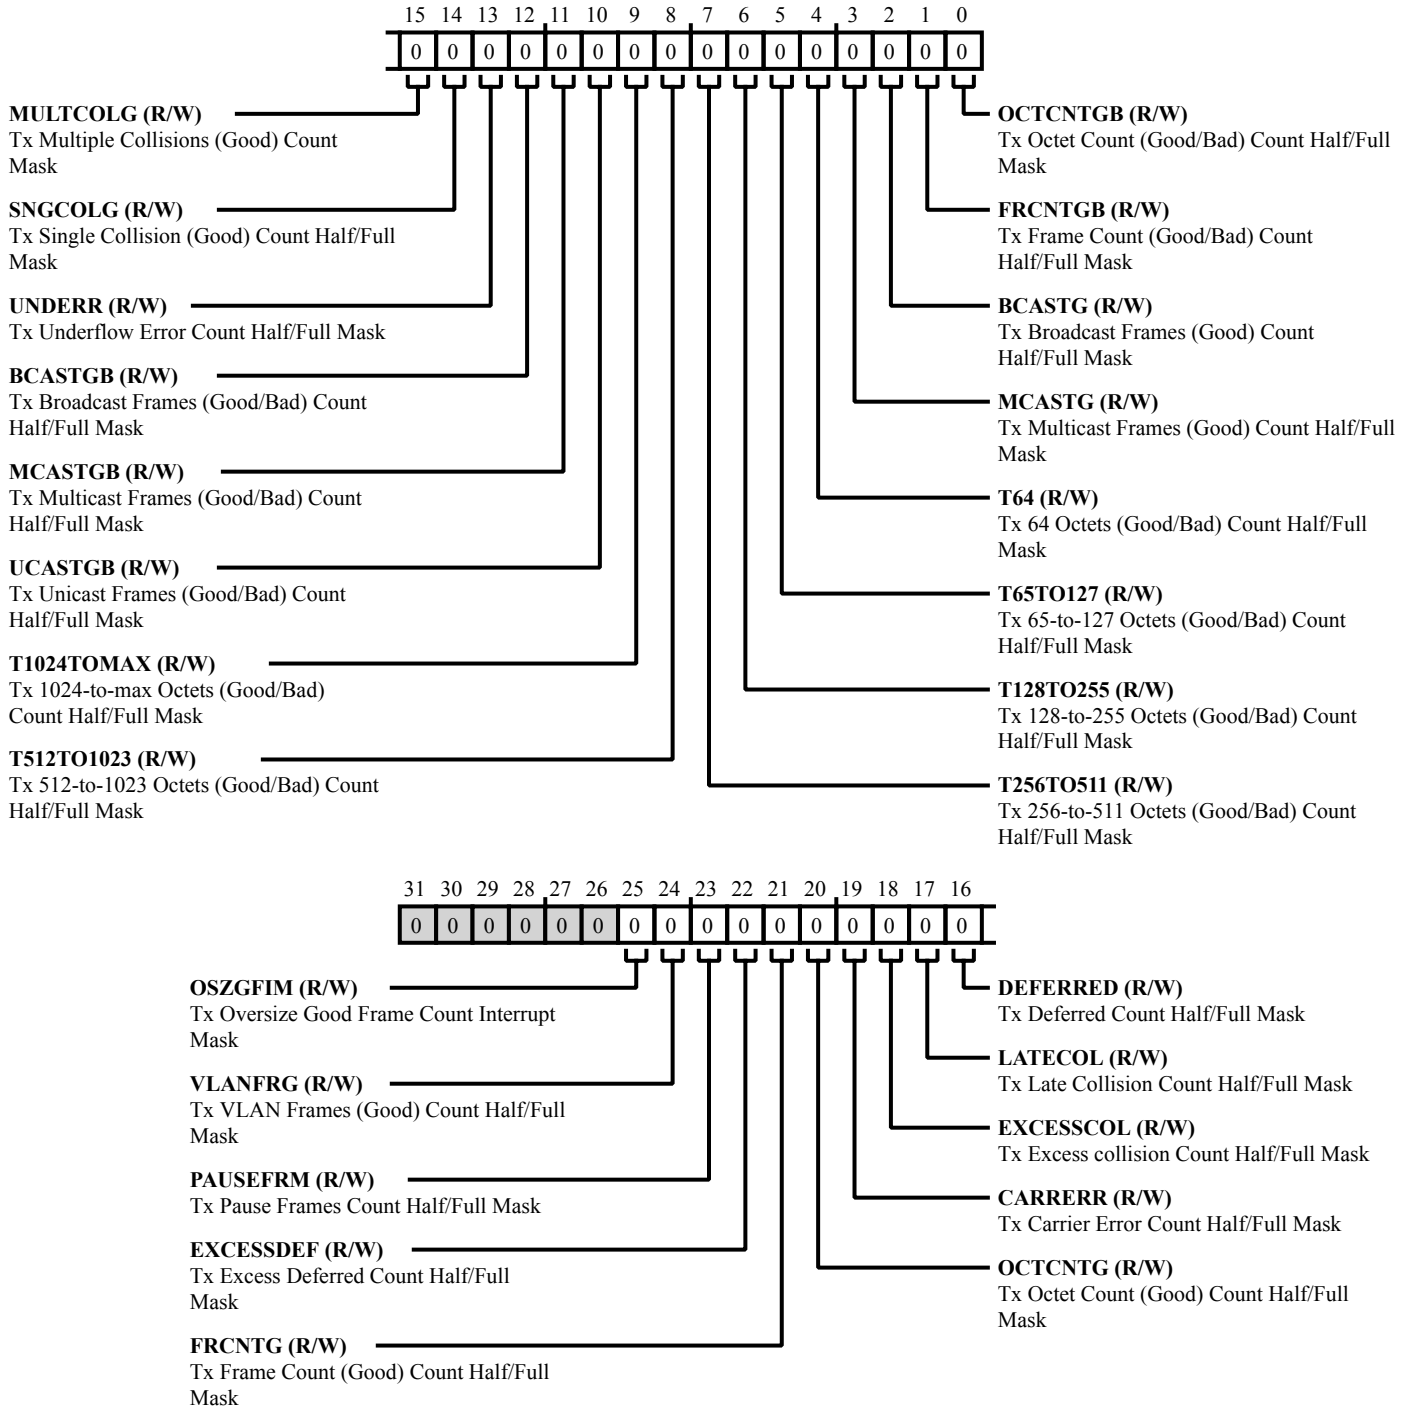 15 14 13 12 11 10 9 8 7 6 5 4 3 2 1 0
0 0 0 0 0 0 0 0 0 0 0 0 0 0 0 0
MULTCOLG (R/W)
Tx Multiple Collisions (Good) Count
Mask
SNGCOLG (R/W)
Tx Single Collision (Good) Count Half/Full
Mask
UNDERR (R/W)
Tx Underflow Error Count Half/Full Mask
BCASTGB (R/W)
Tx Broadcast Frames (Good/Bad) Count
Half/Full Mask
MCASTGB (R/W)
Tx Multicast Frames (Good/Bad) Count
Half/Full Mask
UCASTGB (R/W)
Tx Unicast Frames (Good/Bad) Count
Half/Full Mask
T1024TOMAX (R/W)
Tx 1024-to-max Octets (Good/Bad)
Count Half/Full Mask
T512TO1023 (R/W)
Tx 512-to-1023 Octets (Good/Bad) Count
Half/Full Mask
OCTCNTGB (R/W)
Tx Octet Count (Good/Bad) Count Half/Full
Mask
FRCNTGB (R/W)
Tx Frame Count (Good/Bad) Count
Half/Full Mask
BCASTG (R/W)
Tx Broadcast Frames (Good) Count
Half/Full Mask
MCASTG (R/W)
Tx Multicast Frames (Good) Count Half/Full
Mask
T64 (R/W)
Tx 64 Octets (Good/Bad) Count Half/Full
Mask
T65TO127 (R/W)
Tx 65-to-127 Octets (Good/Bad) Count
Half/Full Mask
T128TO255 (R/W)
Tx 128-to-255 Octets (Good/Bad) Count
Half/Full Mask
T256TO511 (R/W)
Tx 256-to-511 Octets (Good/Bad) Count
Half/Full Mask
31 30 29 28 27 26 25 24 23 22 21 20 19 18 17 16
0 0 0 0 0 0 0 0 0 0 0 0 0 0 0 0
OSZGFIM (R/W)
Tx Oversize Good Frame Count Interrupt
Mask
VLANFRG (R/W)
Tx VLAN Frames (Good) Count Half/Full
Mask
PAUSEFRM (R/W)
Tx Pause Frames Count Half/Full Mask
EXCESSDEF (R/W)
Tx Excess Deferred Count Half/Full
Mask
FRCNTG (R/W)
Tx Frame Count (Good) Count Half/Full
Mask
DEFERRED (R/W)
Tx Deferred Count Half/Full Mask
LATECOL (R/W)
Tx Late Collision Count Half/Full Mask
EXCESSCOL (R/W)
Tx Excess collision Count Half/Full Mask
CARRERR (R/W)
Tx Carrier Error Count Half/Full Mask
OCTCNTG (R/W)
Tx Octet Count (Good) Count Half/Full
Mask